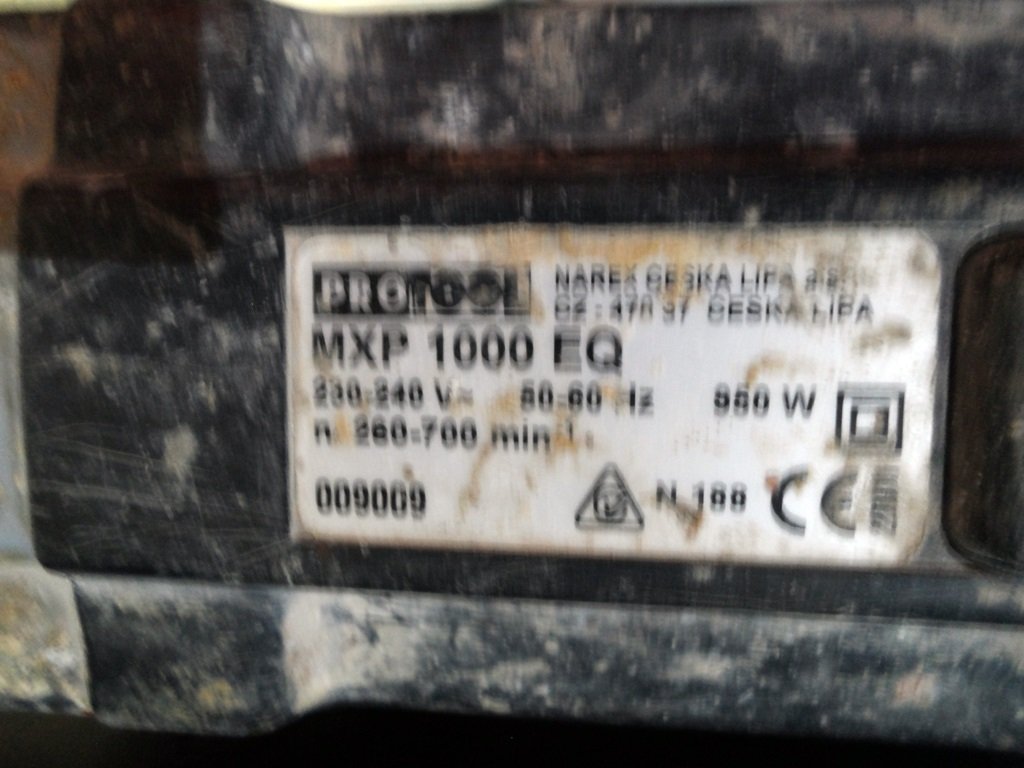 PROTOOL NAREX ČESKÁ LÍPA
CZ - 470 37 ČESKÁ LÍPA
MXP 1000 EQ
230-240 V~ 50-60 Hz 950 W
n 260-700 min⁻¹
009009 N 188 CE